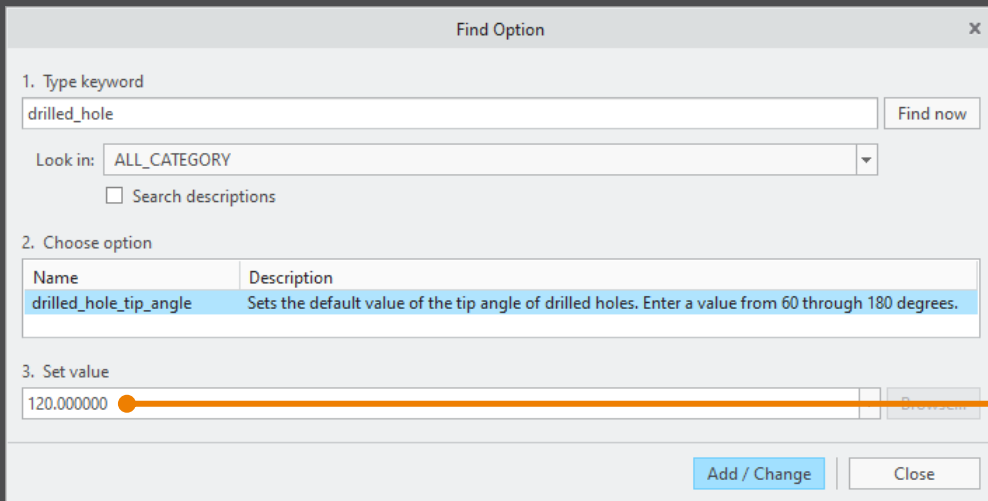 Find Option
1. Type keyword
drilled_hole
Find now
Look in: ALL_CATEGORY
Search descriptions
2. Choose option
Name Description
drilled_hole_tip_angle Sets the default value of the tip angle of drilled holes. Enter a value from 60 through 180 degrees.
3. Set value
120.000000
Browse...
Add / Change
Close